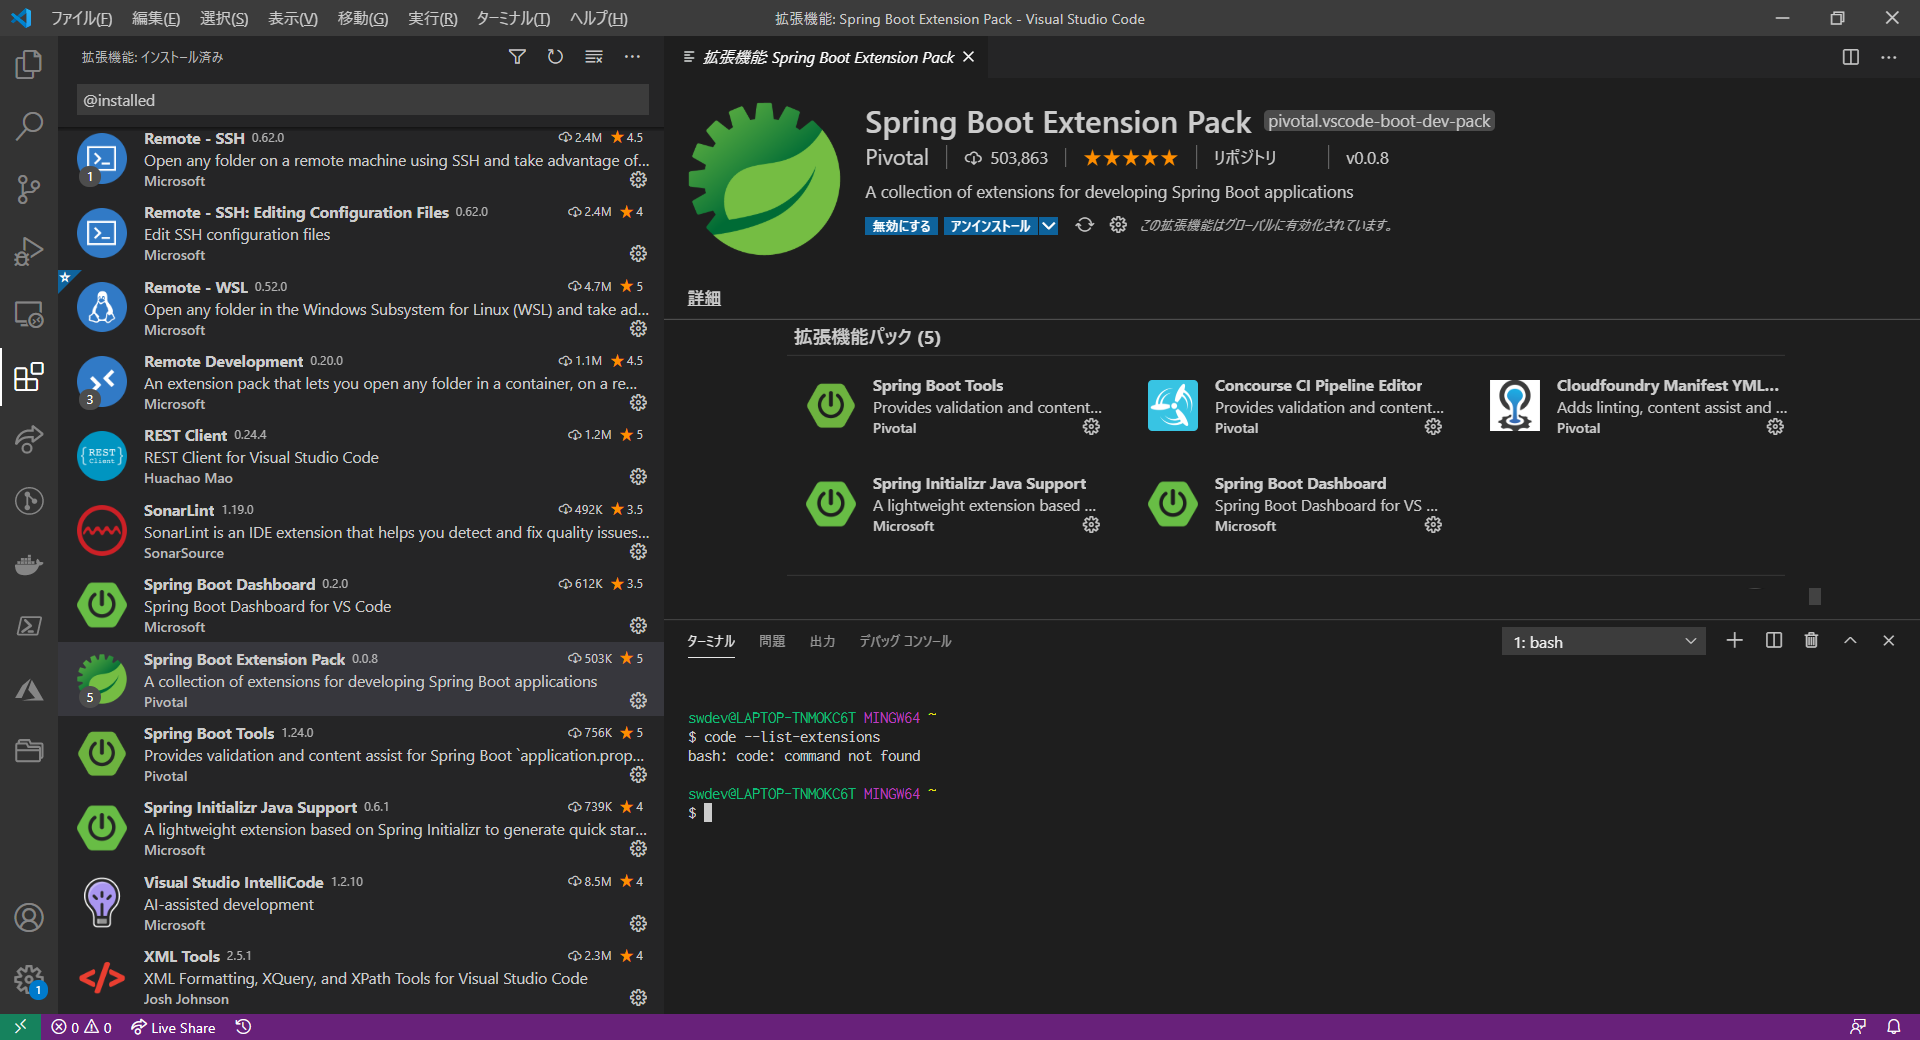 ファイル(F) 編集(E) 選択(S) 表示(V) 移動(G) 実行(R) ターミナル(T) ヘルプ(H)
拡張機能: Spring Boot Extension Pack - Visual Studio Code
拡張機能: インストール済み
@installed
Remote - SSH 0.62.0 2.4M ★4.5
Open any folder on a remote machine using SSH and take advantage of...
1
Microsoft
Remote - SSH: Editing Configuration Files 0.62.0 2.4M ★4
Edit SSH configuration files
Microsoft
Remote - WSL 0.52.0 4.7M ★5
Open any folder in the Windows Subsystem for Linux (WSL) and take ad...
Microsoft
Remote Development 0.20.0 1.1M ★4.5
An extension pack that lets you open any folder in a container, on a re...
3
Microsoft
REST Client 0.24.4 1.2M ★5
{REST}
Client
REST Client for Visual Studio Code
Huachao Mao
SonarLint 1.19.0 492K ★3.5
SonarLint is an IDE extension that helps you detect and fix quality issues...
SonarSource
Spring Boot Dashboard 0.2.0 612K ★3.5
Spring Boot Dashboard for VS Code
Microsoft
Spring Boot Extension Pack 0.0.8 503K ★5
A collection of extensions for developing Spring Boot applications
5
Pivotal
Spring Boot Tools 1.24.0 756K ★5
Provides validation and content assist for Spring Boot `application.prop...
Pivotal
Spring Initializr Java Support 0.6.1 739K ★4
A lightweight extension based on Spring Initializr to generate quick star...
Microsoft
Visual Studio IntelliCode 1.2.10 8.5M ★4
AI-assisted development
Microsoft
XML Tools 2.5.1 2.3M ★4
XML Formatting, XQuery, and XPath Tools for Visual Studio Code
Josh Johnson
1
拡張機能: Spring Boot Extension Pack
Spring Boot Extension Pack pivotal.vscode-boot-dev-pack
Pivotal 503,863 ★★★★★ リポジトリ v0.0.8
A collection of extensions for developing Spring Boot applications
無効にする アンインストール この拡張機能はグローバルに有効化されています。
詳細
拡張機能パック (5)
Spring Boot Tools
Provides validation and content...
Pivotal
Concourse CI Pipeline Editor
Provides validation and content...
Pivotal
Cloudfoundry Manifest YML...
Adds linting, content assist and ...
Pivotal
Spring Initializr Java Support
A lightweight extension based ...
Microsoft
Spring Boot Dashboard
Spring Boot Dashboard for VS ...
Microsoft
ターミナル 問題 出力 デバッグ コンソール
1: bash
swdev@LAPTOP-TNMOKC6T MINGW64 ~
$ code --list-extensions
bash: code: command not found
swdev@LAPTOP-TNMOKC6T MINGW64 ~
$
0 0 Live Share